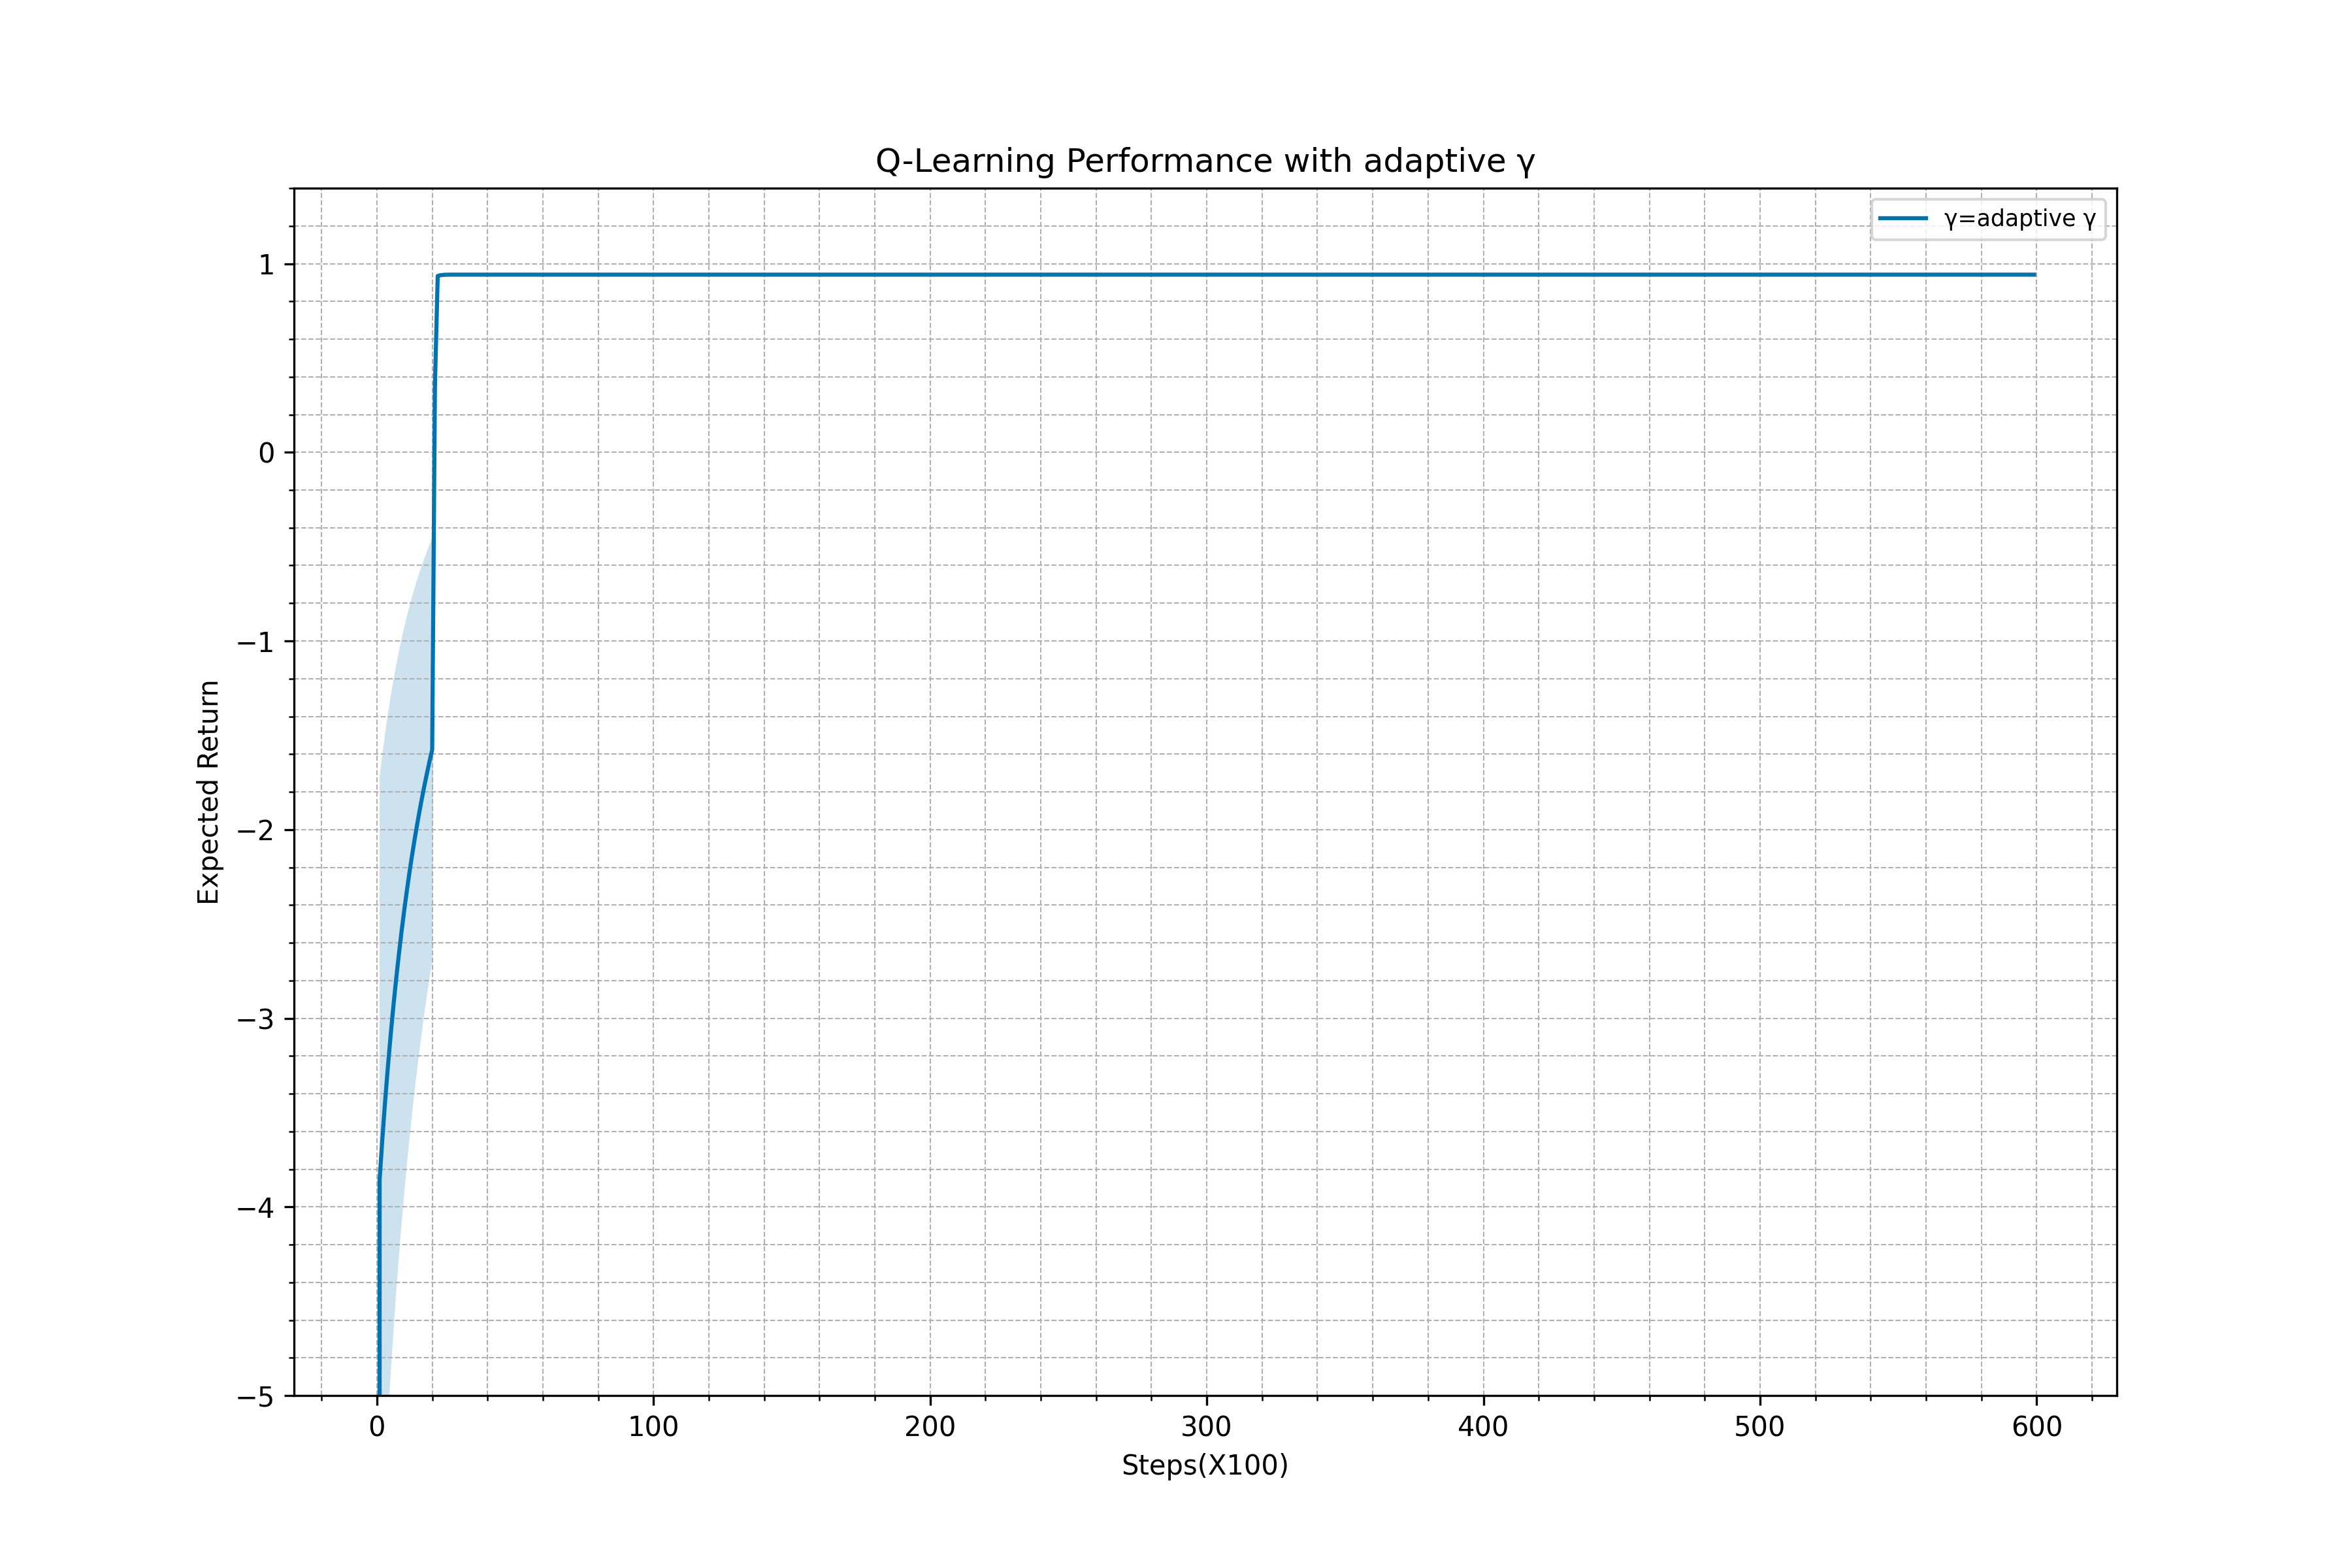 Q-Learning Performance with adaptive γ
γ=adaptive γ
Expected Return
1
0
−1
−2
−3
−4
−5
0 100 200 300 400 500 600
Steps(X100)